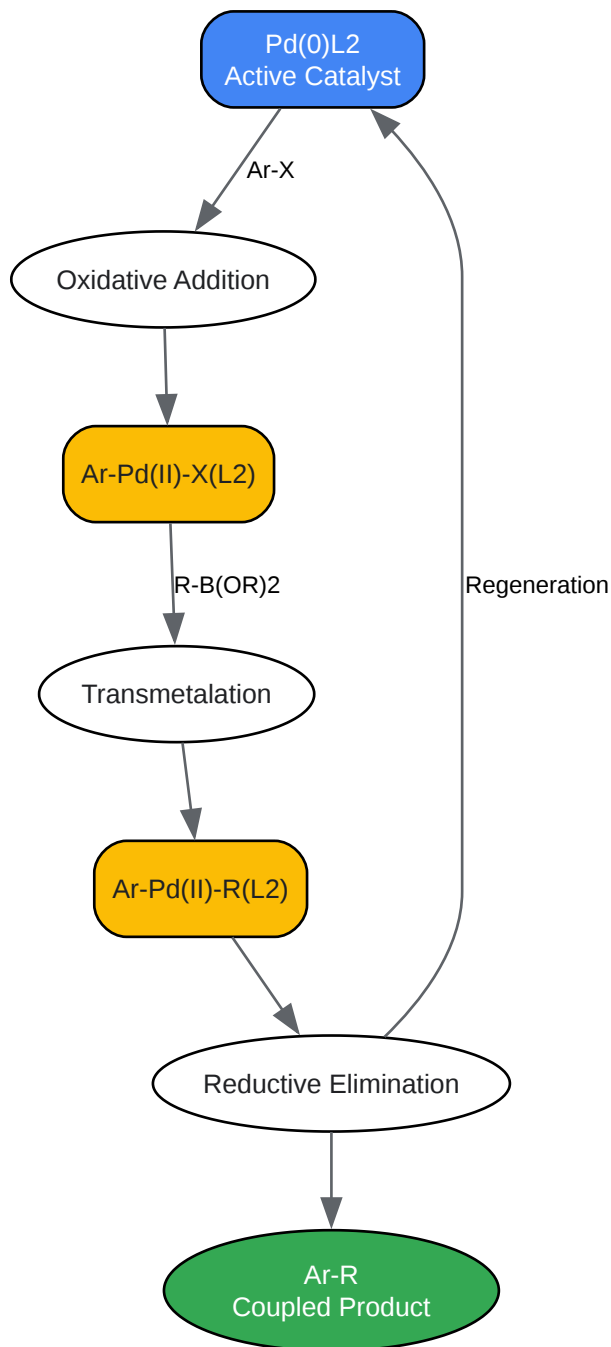 Pd(0)L2
Active Catalyst
Ar-X
Oxidative Addition
Ar-Pd(II)-X(L2)
R-B(OR)2
Regeneration
Transmetalation
Ar-Pd(II)-R(L2)
Reductive Elimination
Ar-R
Coupled Product